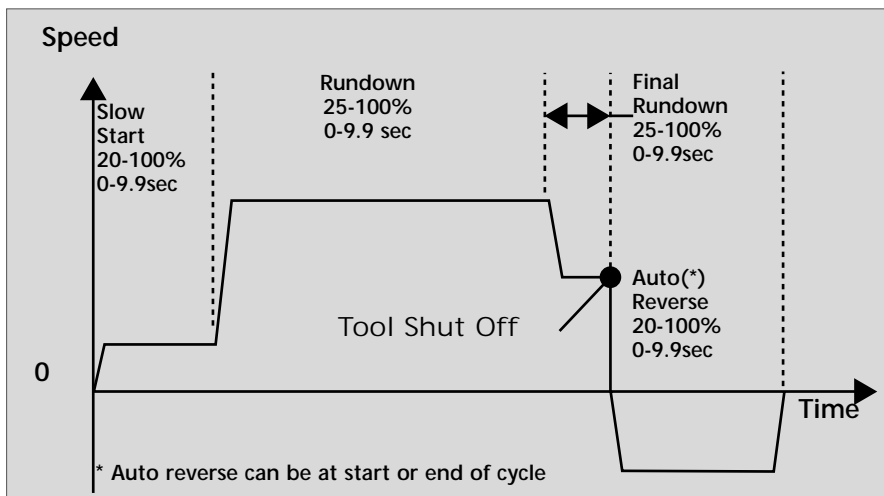 Speed
Slow
Start
20-100%
0-9.9sec
Rundown
25-100%
0-9.9 sec
Final
Rundown
25-100%
0-9.9sec
Auto(*)
Reverse
20-100%
0-9.9sec
Tool Shut Off
0
Time
* Auto reverse can be at start or end of cycle